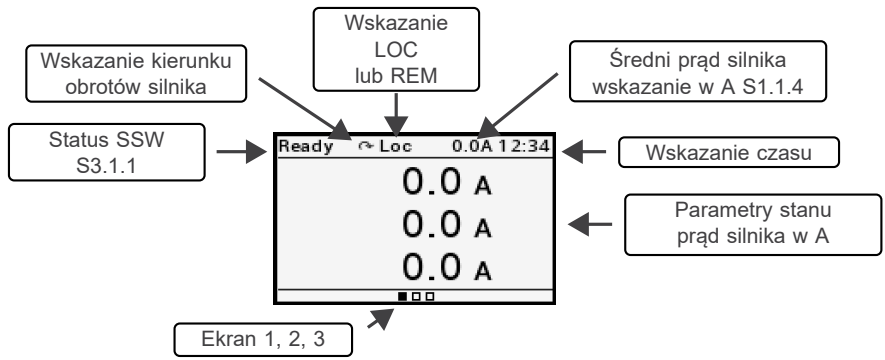 Wskazanie
LOC
lub REM
Wskazanie kierunku
obrotów silnika
Średni prąd silnika
wskazanie w A S1.1.4
Status SSW
S3.1.1
Ready Loc 0.0A 12:34
Wskazanie czasu
0.0 A
0.0 A
0.0 A
Parametry stanu
prąd silnika w A
Ekran 1, 2, 3